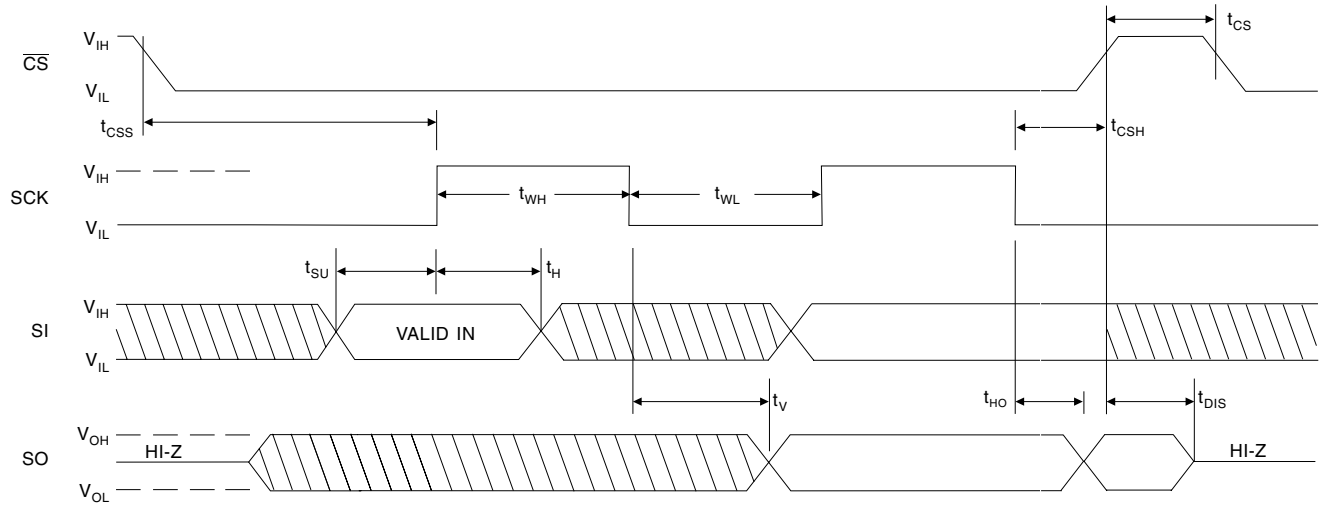 t_CS
V_IH
C̅S̅
V_IL
t_CSS
t_CSH
V_IH
SCK
t_WH
t_WL
V_IL
t_SU
t_H
V_IH
SI
VALID IN
V_IL
t_V
t_HO
t_DIS
V_OH
SO
HI-Z
HI-Z
V_OL